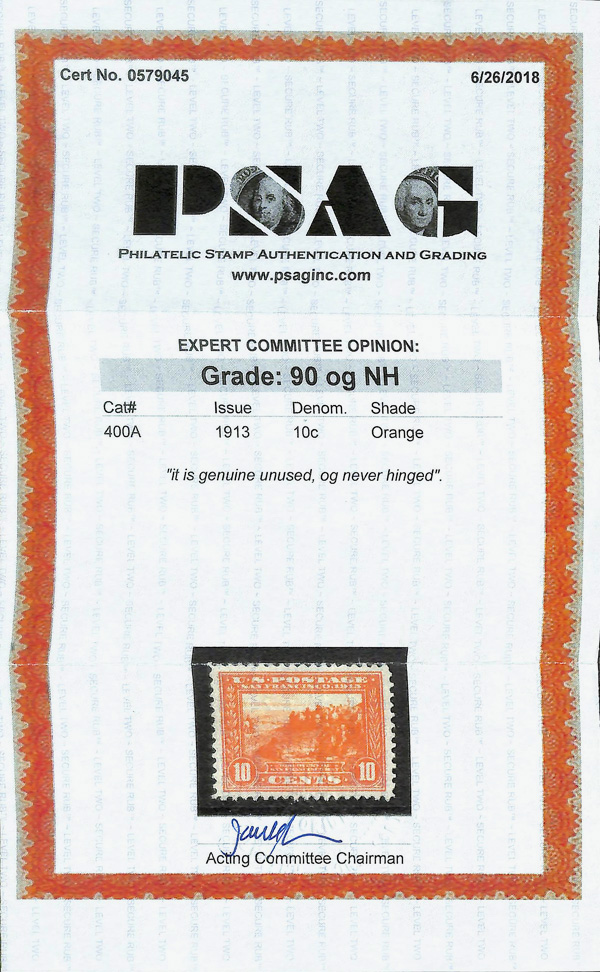 Cert No. 0579045 6/26/2018
PSAG
PHILATELIC STAMP AUTHENTICATION AND GRADING
www.psaginc.com
EXPERT COMMITTEE OPINION:
Grade: 90 og NH
Cat# Issue Denom. Shade
400A 1913 10c Orange
"it is genuine unused, og never hinged".
U.S. POSTAGE
SAN FRANCISCO, 1915
10 CENTS 10
Acting Committee Chairman